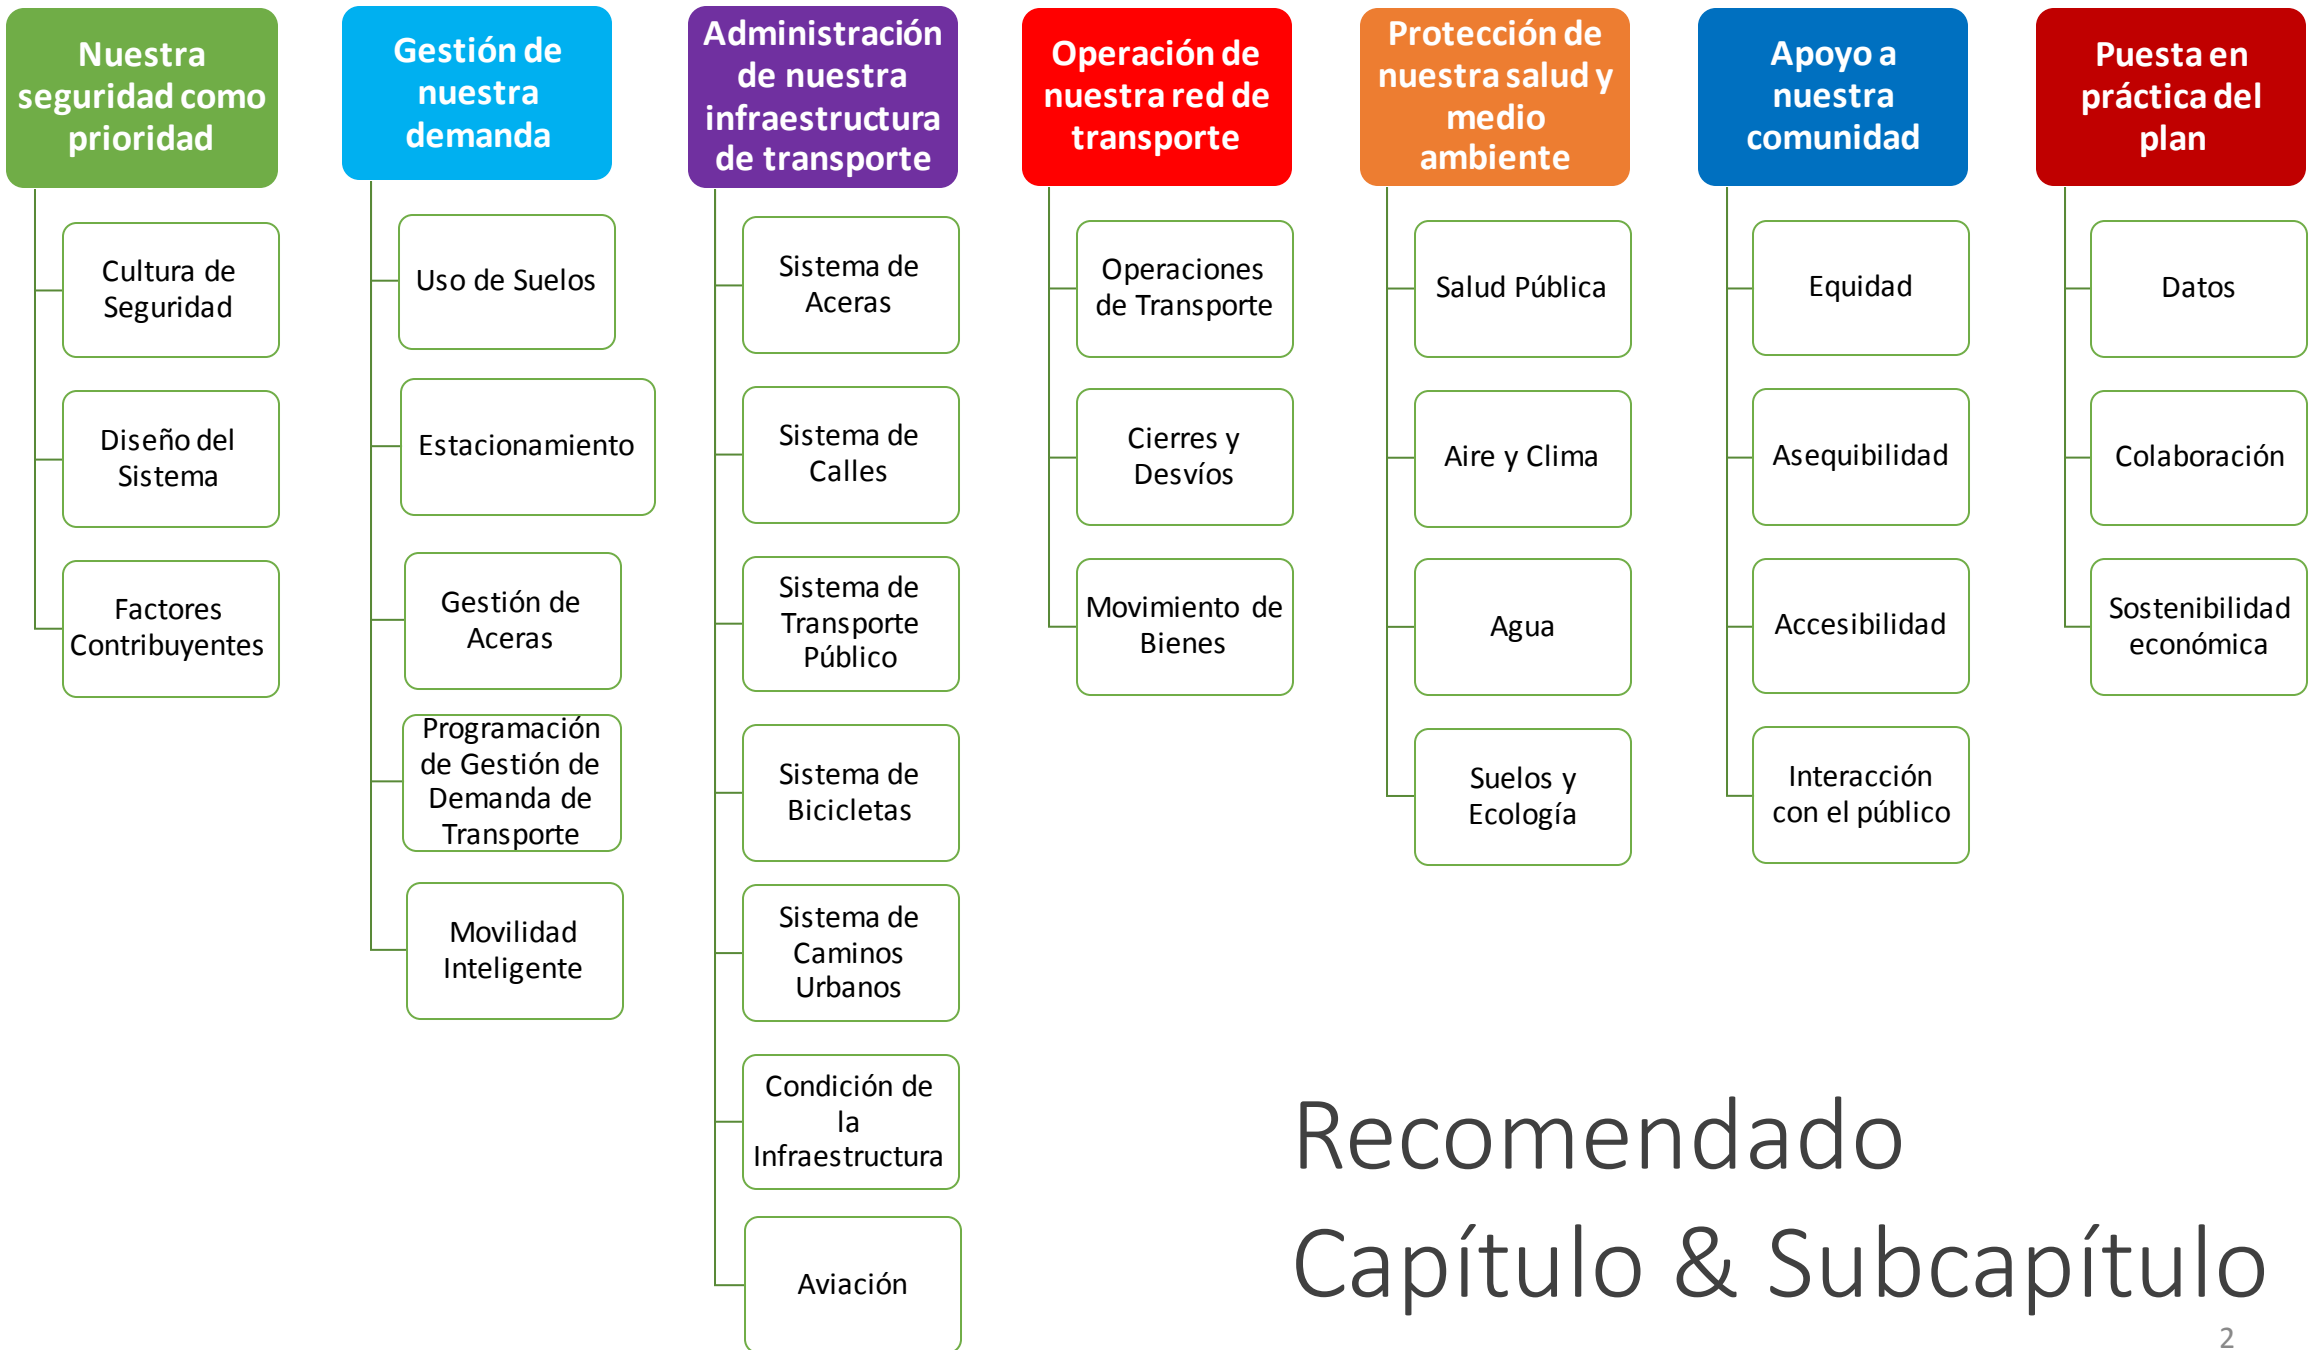 Nuestra
seguridad como
prioridad
Cultura de
Seguridad
Diseño del
Sistema
Factores
Contribuyentes
Gestión de
nuestra
demanda
Uso de Suelos
Estacionamiento
Gestión de
Aceras
Programación
de Gestión de
Demanda de
Transporte
Movilidad
Inteligente
Administración
de nuestra
infraestructura
de transporte
Sistema de
Aceras
Sistema de
Calles
Sistema de
Transporte
Público
Sistema de
Bicicletas
Sistema de
Caminos
Urbanos
Condición de
la
Infraestructura
Aviación
Operación de
nuestra red de
transporte
Operaciones
de Transporte
Cierres y
Desvíos
Movimiento de
Bienes
Protección de
nuestra salud y
medio
ambiente
Salud Pública
Aire y Clima
Agua
Suelos y
Ecología
Apoyo a
nuestra
comunidad
Equidad
Asequibilidad
Accesibilidad
Interacción
con el público
Puesta en
práctica del
plan
Datos
Colaboración
Sostenibilidad
económica
Recomendado
Capítulo & Subcapítulo
2